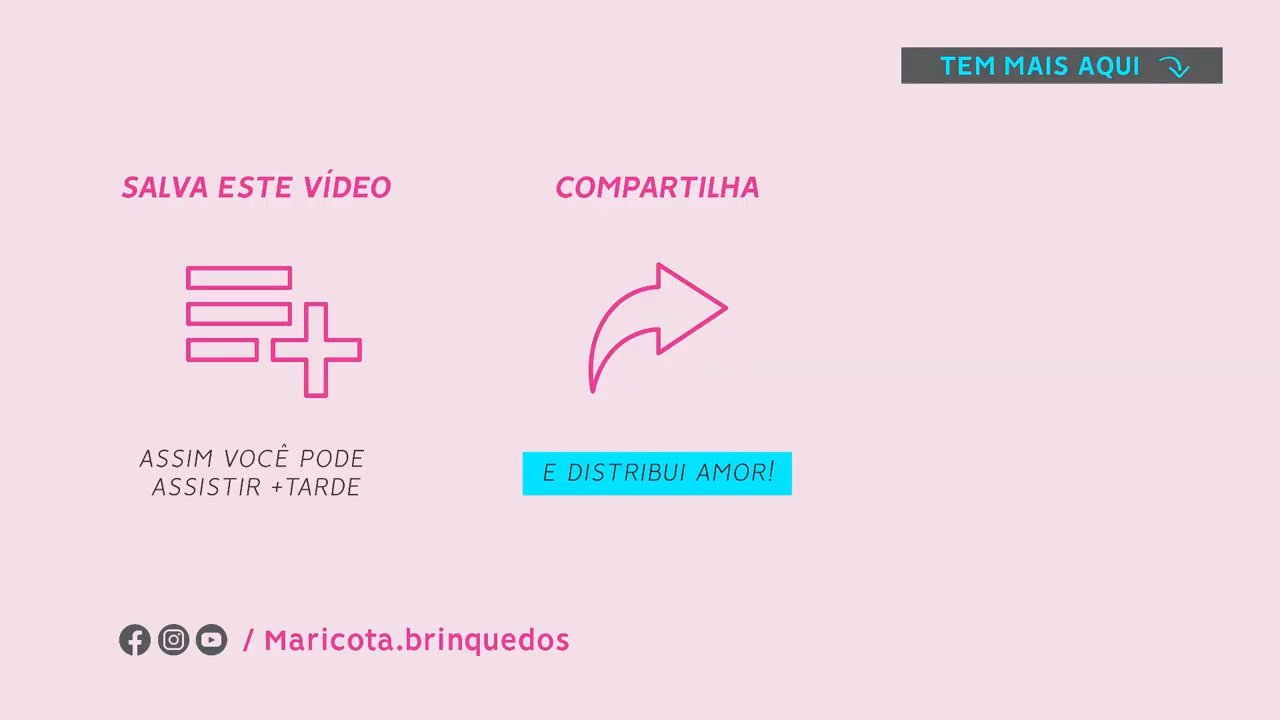 TEM MAIS AQUI
SALVA ESTE VÍDEO
COMPARTILHA
ASSIM VOCÊ PODE
ASSISTIR +TARDE
E DISTRIBUI AMOR!
/ Maricota.brinquedos